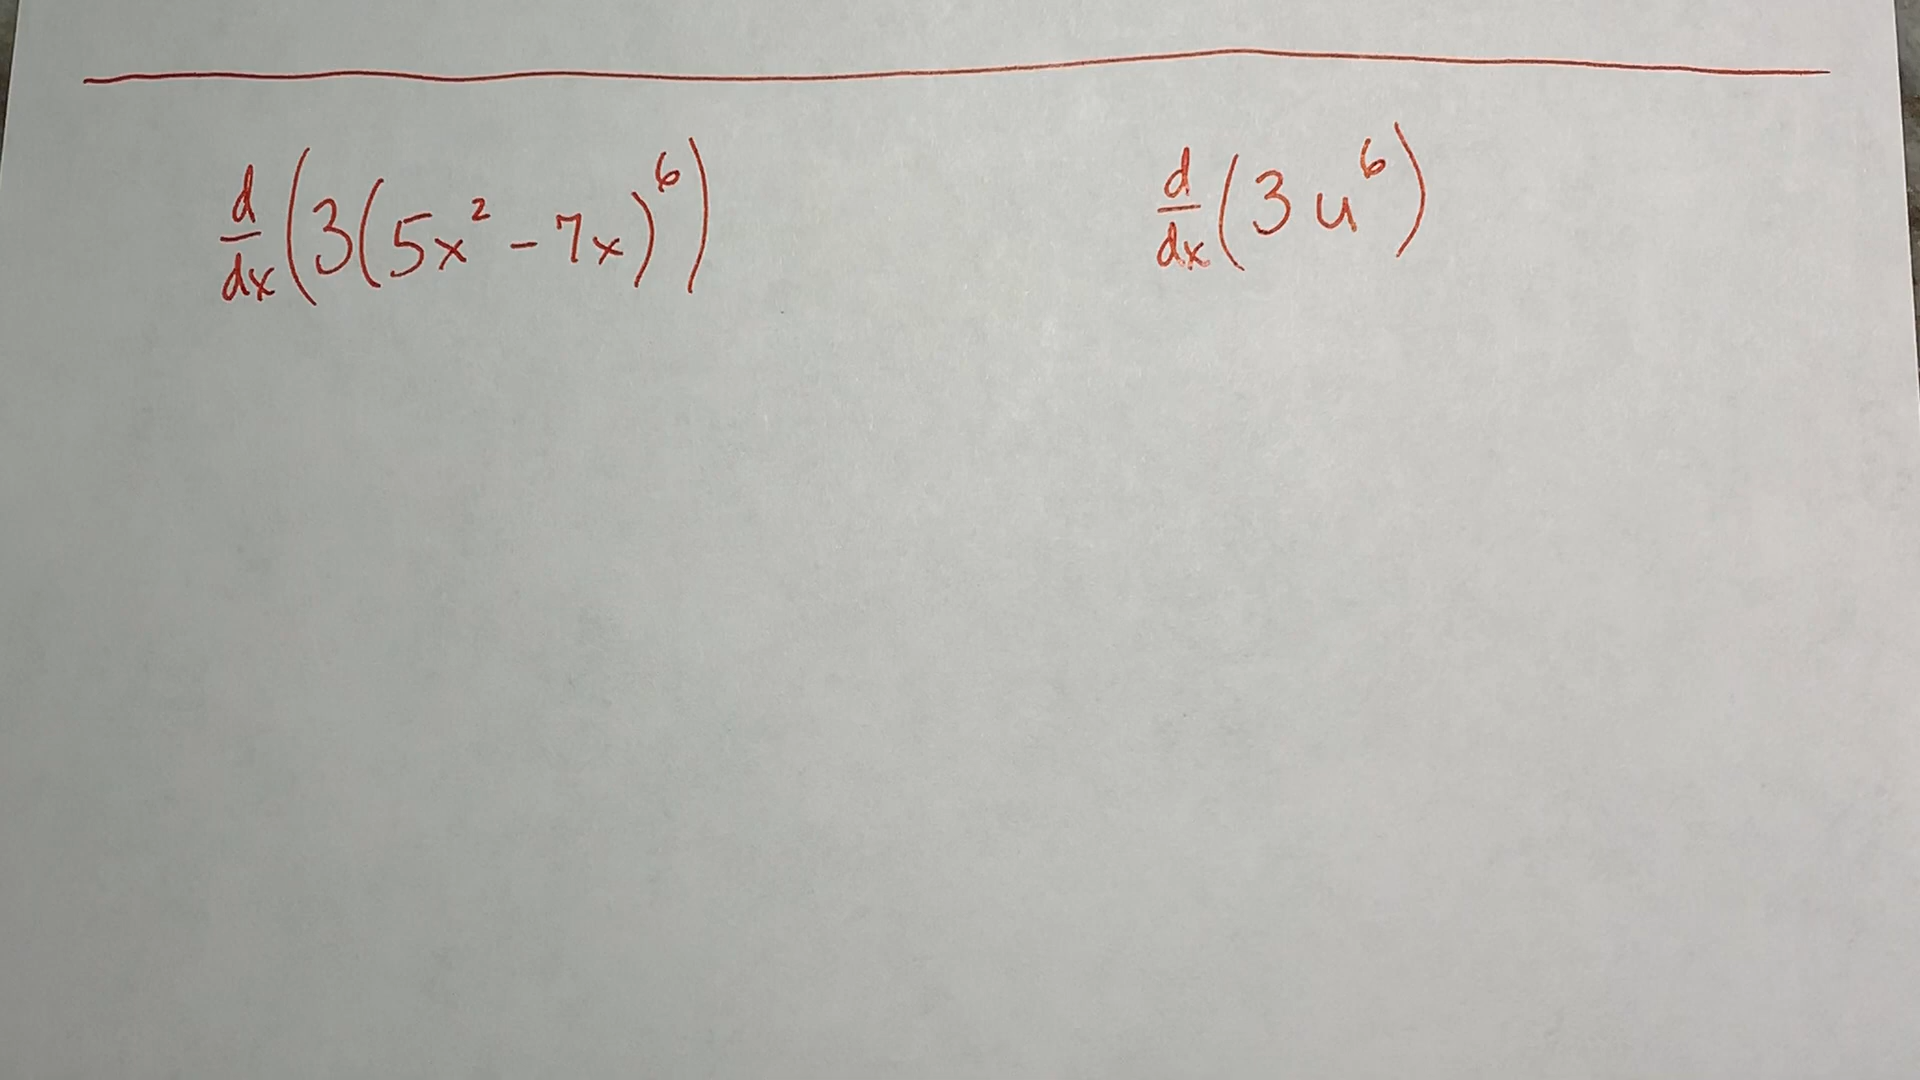 d/dx (3(5x² - 7x)⁶)
d/dx (3u⁶)